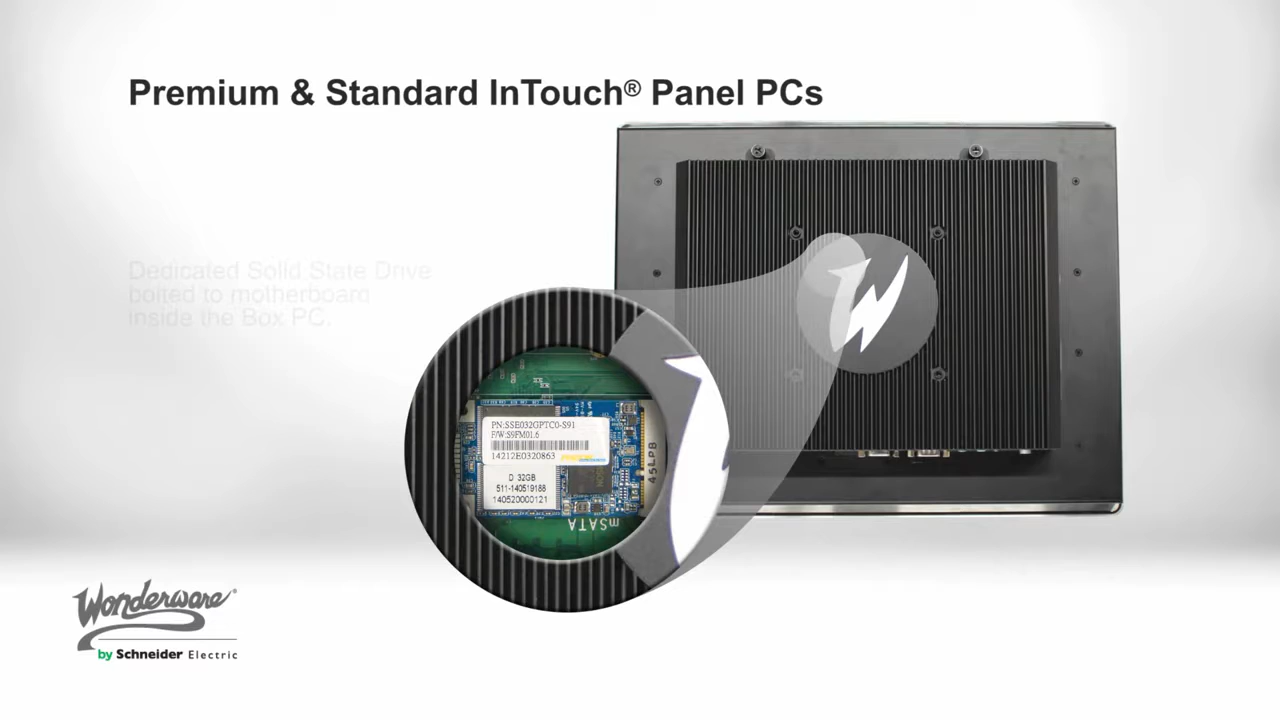 Premium & Standard InTouch® Panel PCs
Dedicated Solid State Drive
bolted to motherboard
inside the Box PC.
PN:SSE032GPTC0-S91
F/W:S9FM01.6
14212E0320863
D 32GB
511-140519188
140520000121
45LPB
mSATA
Wonderware®
by Schneider Electric